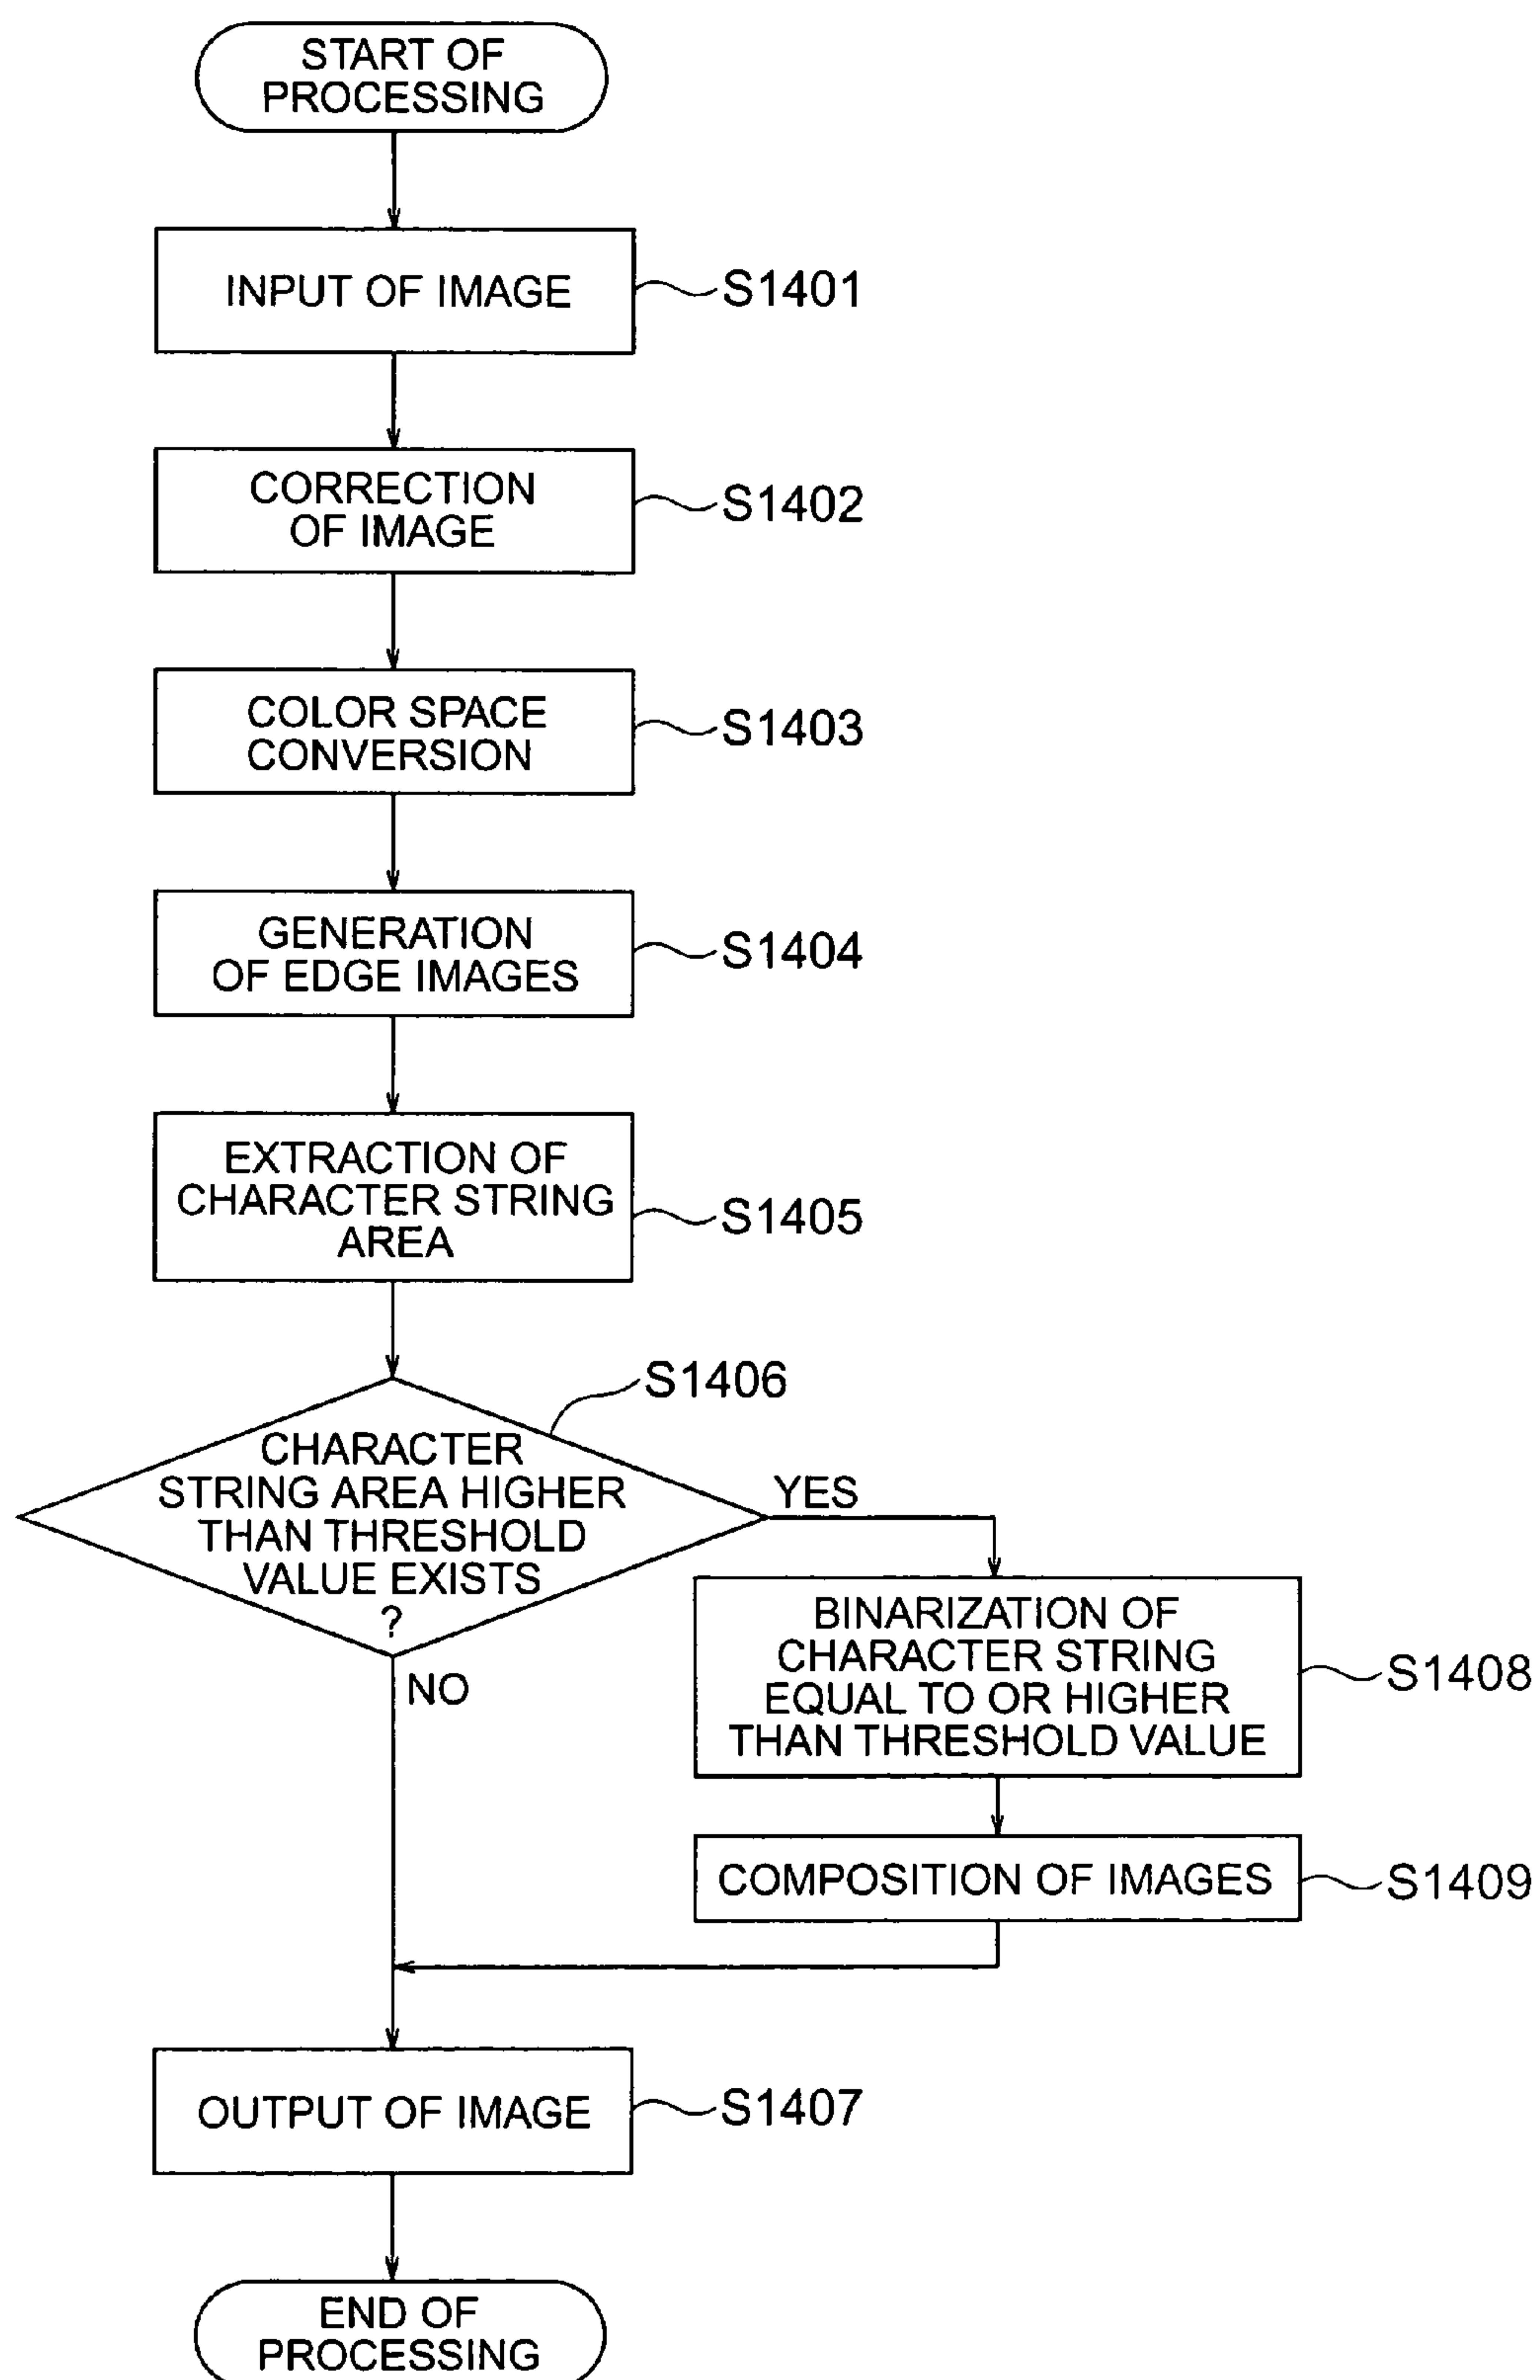 START OF
PROCESSING
INPUT OF IMAGE
S1401
CORRECTION
OF IMAGE
S1402
COLOR SPACE
CONVERSION
S1403
GENERATION
OF EDGE IMAGES
S1404
EXTRACTION OF
CHARACTER STRING
AREA
S1405
S1406
CHARACTER
STRING AREA HIGHER
THAN THRESHOLD
VALUE EXISTS
?
YES
NO
BINARIZATION OF
CHARACTER STRING
EQUAL TO OR HIGHER
THAN THRESHOLD VALUE
S1408
COMPOSITION OF IMAGES
S1409
OUTPUT OF IMAGE
S1407
END OF
PROCESSING